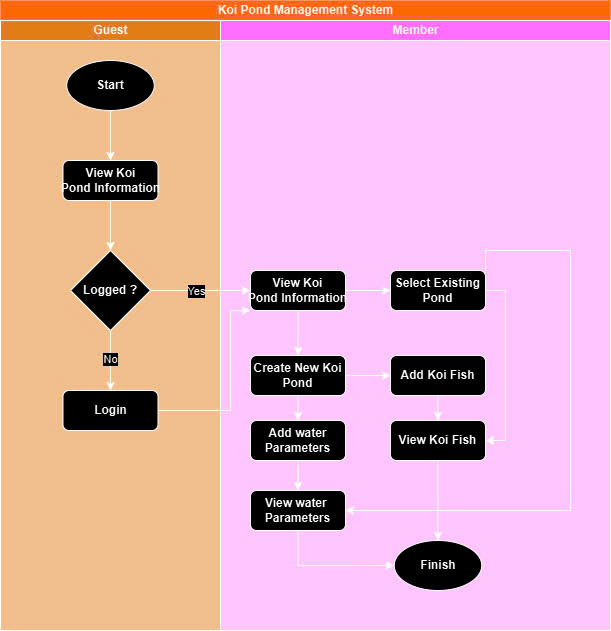 Koi Pond Management System
Guest
Member
Start
View Koi
Pond Information
Logged ?
Yes
No
Login
View Koi
Pond Information
Select Existing
Pond
Create New Koi
Pond
Add Koi Fish
Add water
Parameters
View Koi Fish
View water
Parameters
Finish